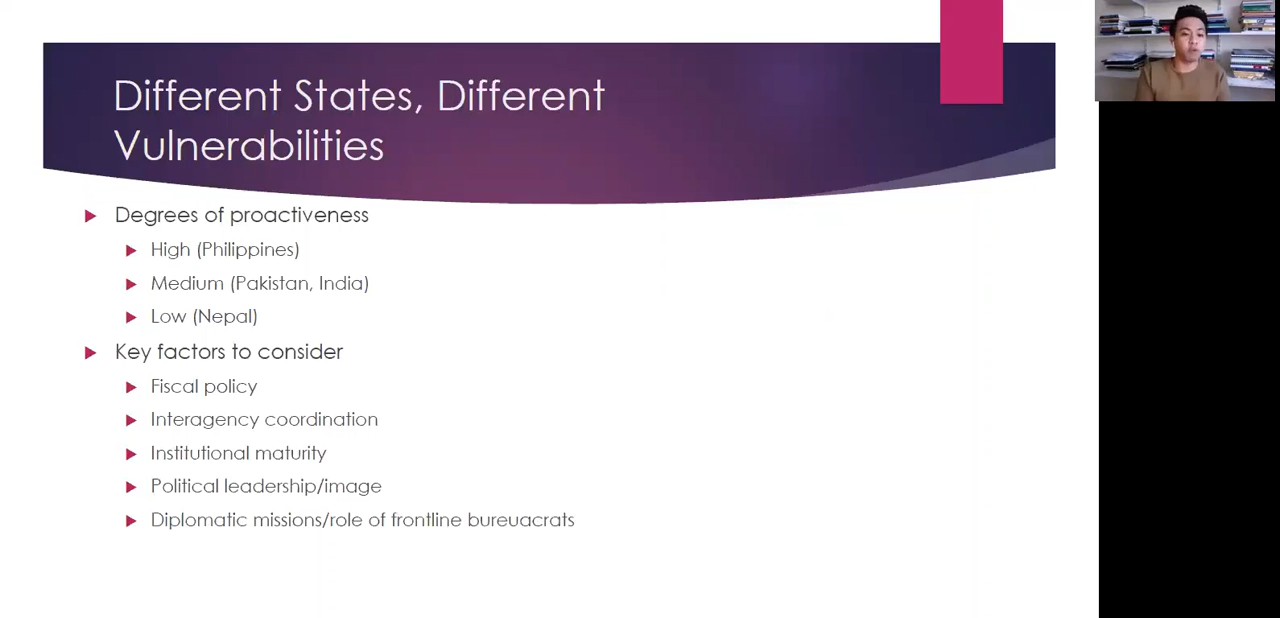 Different States, Different
Vulnerabilities
Degrees of proactiveness
High (Philippines)
Medium (Pakistan, India)
Low (Nepal)
Key factors to consider
Fiscal policy
Interagency coordination
Institutional maturity
Political leadership/image
Diplomatic missions/role of frontline bureuacrats